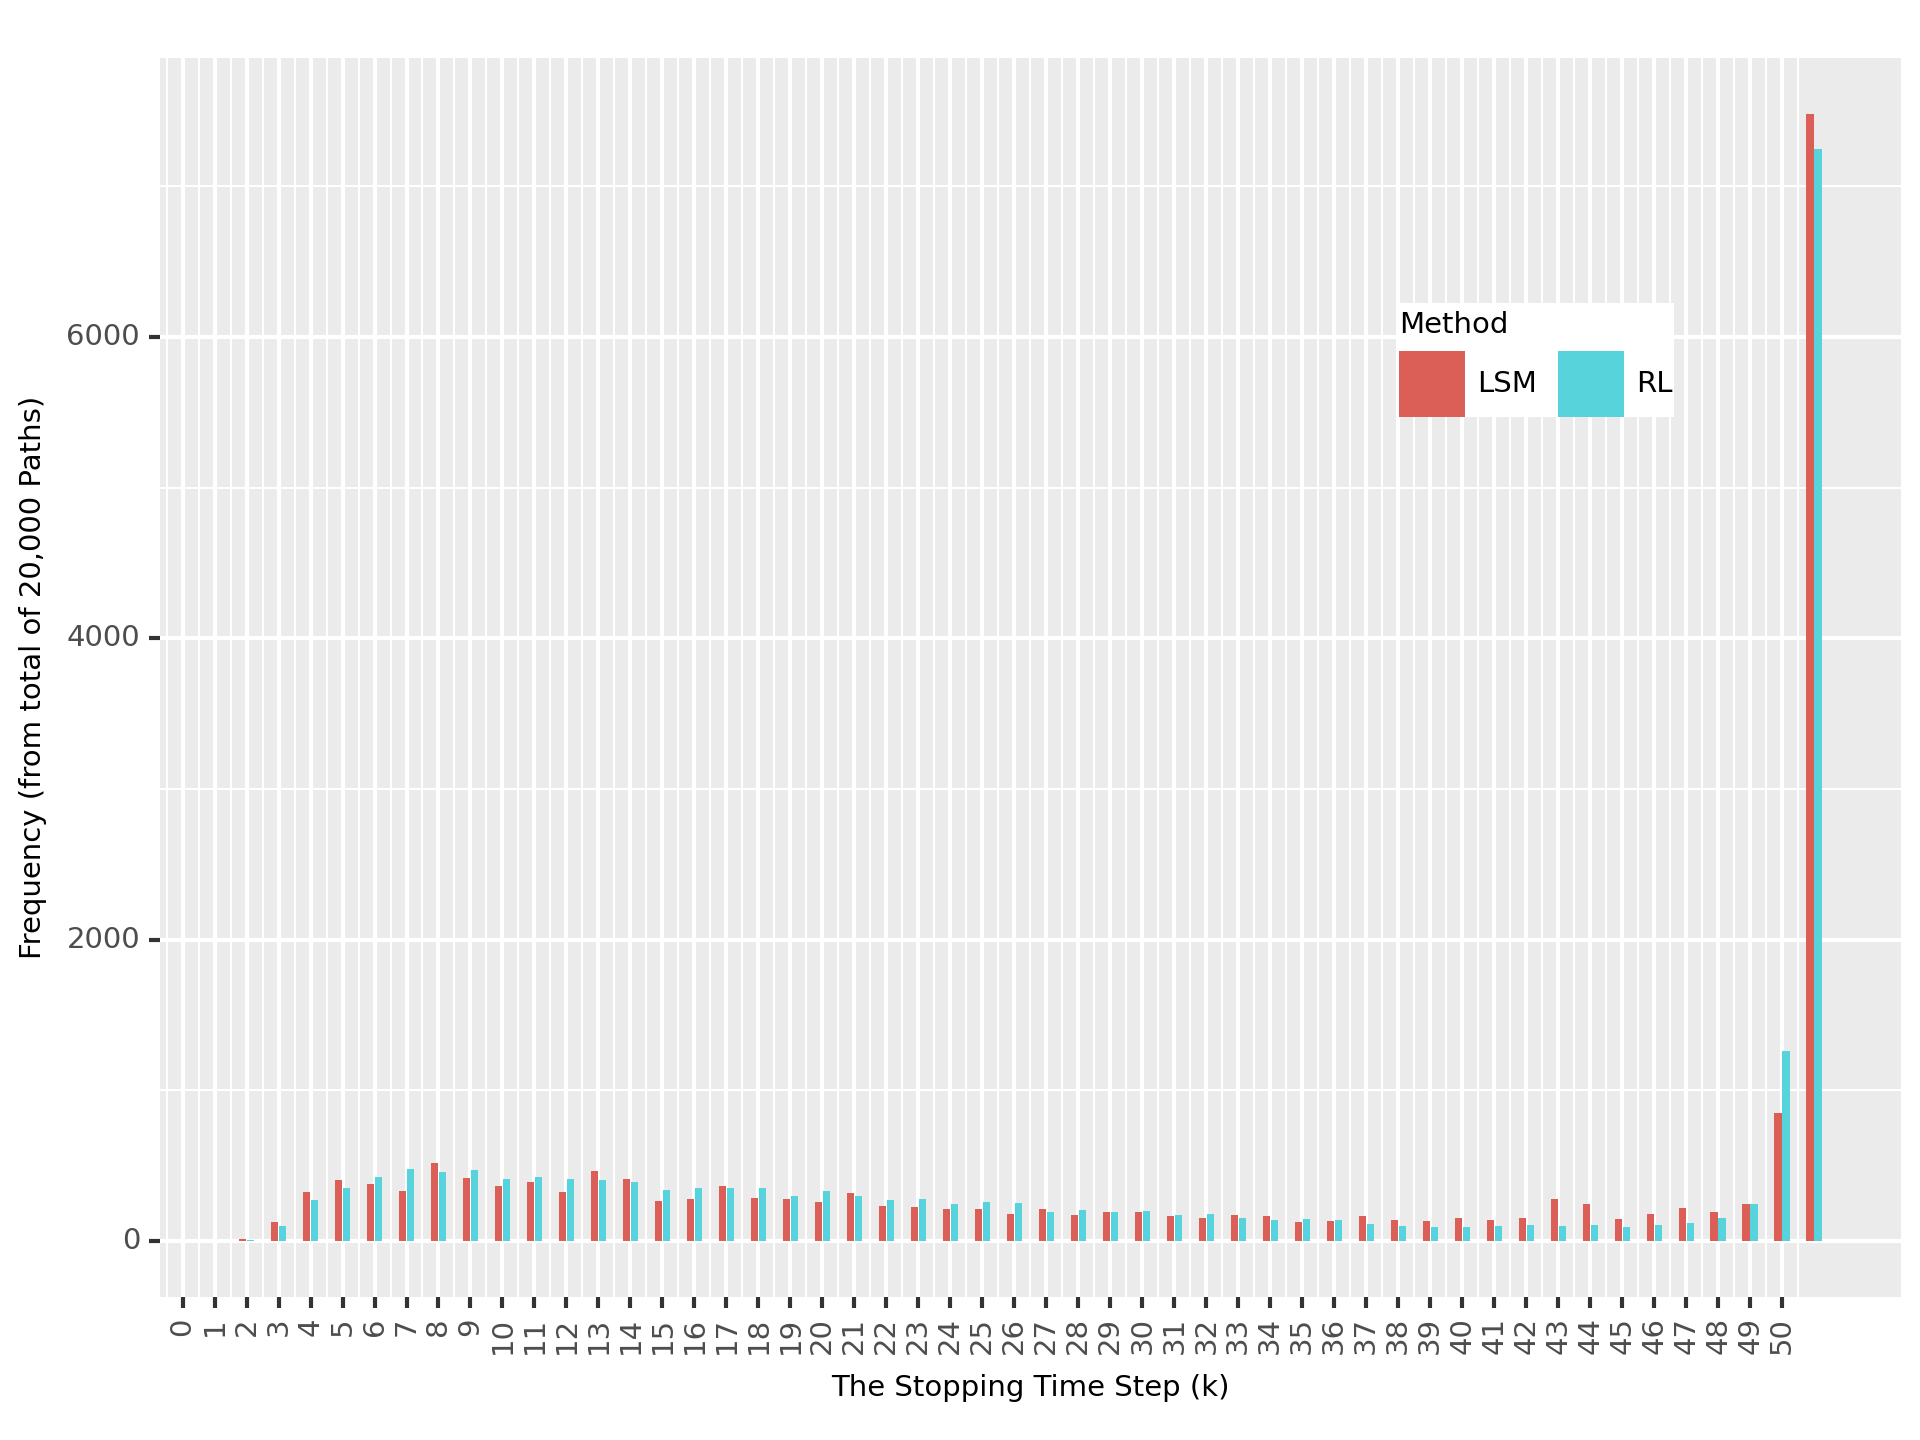 Frequency (from total of 20,000 Paths)
6000
4000
2000
0
Method
LSM RL
0 1 2 3 4 5 6 7 8 9 10 11 12 13 14 15 16 17 18 19 20 21 22 23 24 25 26 27 28 29 30 31 32 33 34 35 36 37 38 39 40 41 42 43 44 45 46 47 48 49 50
The Stopping Time Step (k)